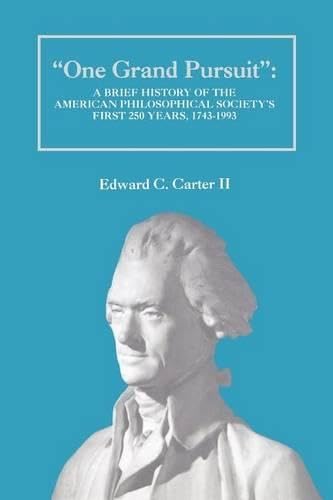 “One Grand Pursuit”:
A BRIEF HISTORY OF THE
AMERICAN PHILOSOPHICAL SOCIETY’S
FIRST 250 YEARS, 1743-1993
Edward C. Carter II